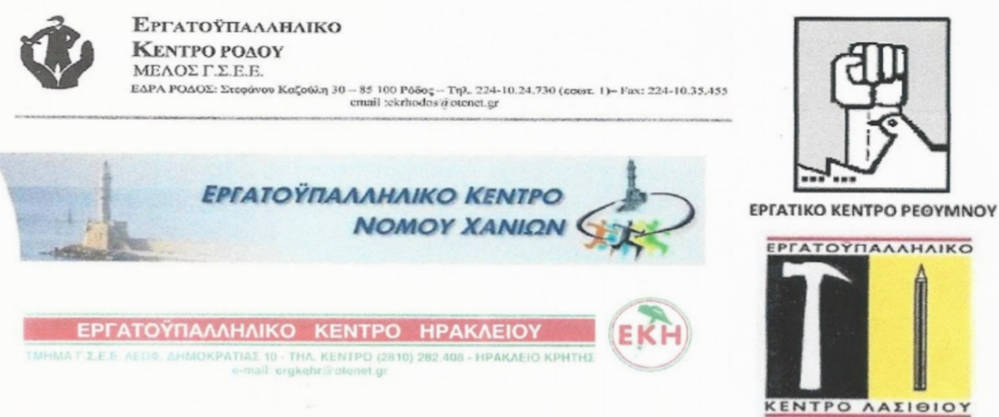 ΕΡΓΑΤΟΫΠΑΛΛΗΛΙΚΟ
ΚΕΝΤΡΟ ΡΟΔΟΥ
ΜΕΛΟΣ Γ.Σ.Ε.Ε.
ΕΔΡΑ ΡΟΔΟΣ: Στεφάνου Καζούλη 30 – 85 100 Ρόδος – Τηλ. 224-10.24.730 (εσωτ. 1)– Fax: 224-10.35.455
email :ekrhodos@otenet.gr
ΕΡΓΑΤΟΫΠΑΛΛΗΛΙΚΟ ΚΕΝΤΡΟ
ΝΟΜΟΥ ΧΑΝΙΩΝ
ΕΡΓΑΤΟΫΠΑΛΛΗΛΙΚΟ ΚΕΝΤΡΟ ΗΡΑΚΛΕΙΟΥ
ΤΜΗΜΑ Γ.Σ.Ε.Ε. ΛΕΩΦ. ΔΗΜΟΚΡΑΤΙΑΣ 10 - ΤΗΛ. ΚΕΝΤΡΟ (2810) 282.408 - ΗΡΑΚΛΕΙΟ ΚΡΗΤΗΣ
e-mail: ergkehr@otenet.gr
ΕΚΗ
ΕΡΓΑΤΙΚΟ ΚΕΝΤΡΟ ΡΕΘΥΜΝΟΥ
ΕΡΓΑΤΟΫΠΑΛΛΗΛΙΚΟ
ΚΕΝΤΡΟ ΛΑΣΙΘΙΟΥ